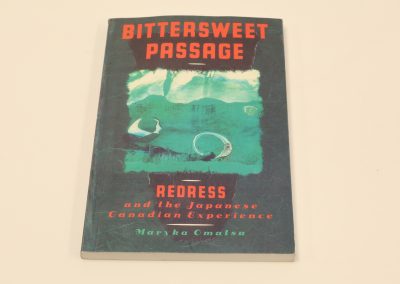 BITTERSWEET
PASSAGE
REDRESS
and the Japanese
Canadian Experience
Maryka Omatsu